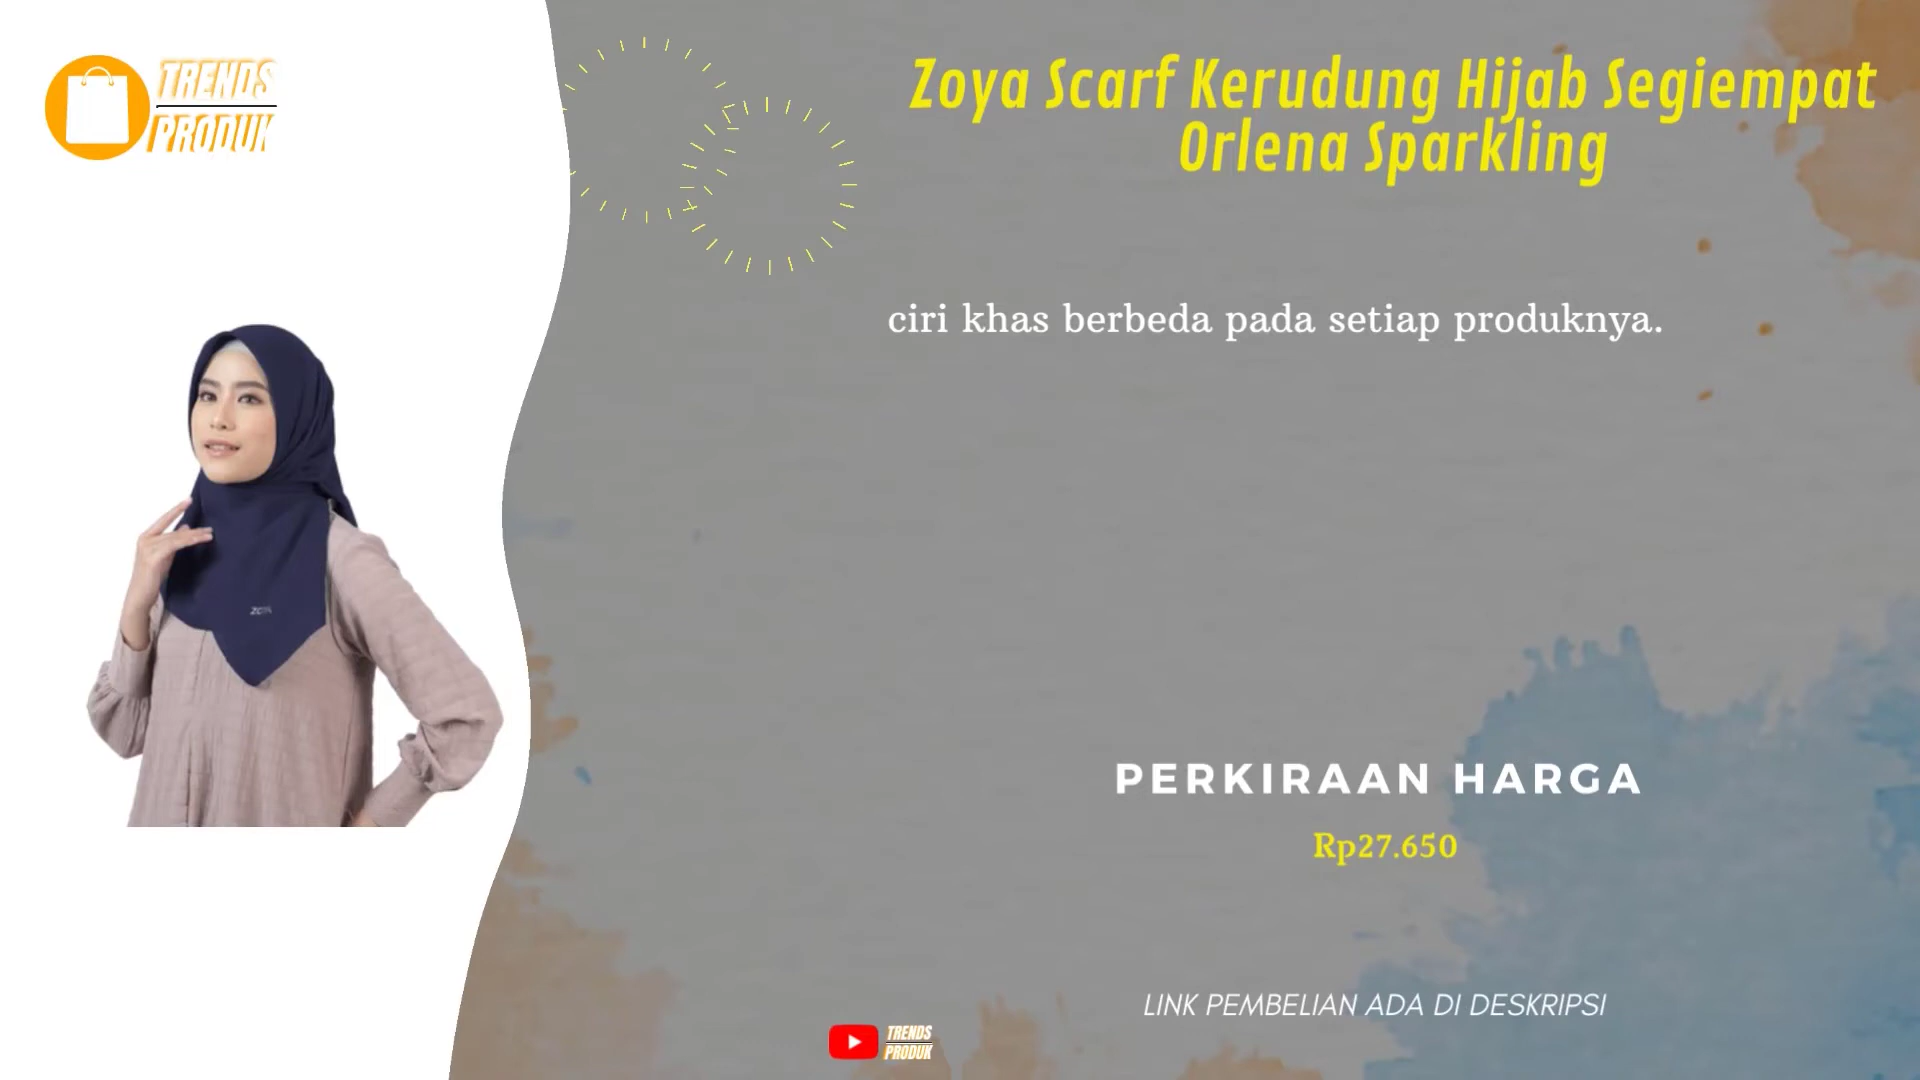 TRENDS
PRODUK
Zoya Scarf Kerudung Hijab Segiempat
Orlena Sparkling
ciri khas berbeda pada setiap produknya.
ZOYA
PERKIRAAN HARGA
Rp27.650
LINK PEMBELIAN ADA DI DESKRIPSI
TRENDS
PRODUK